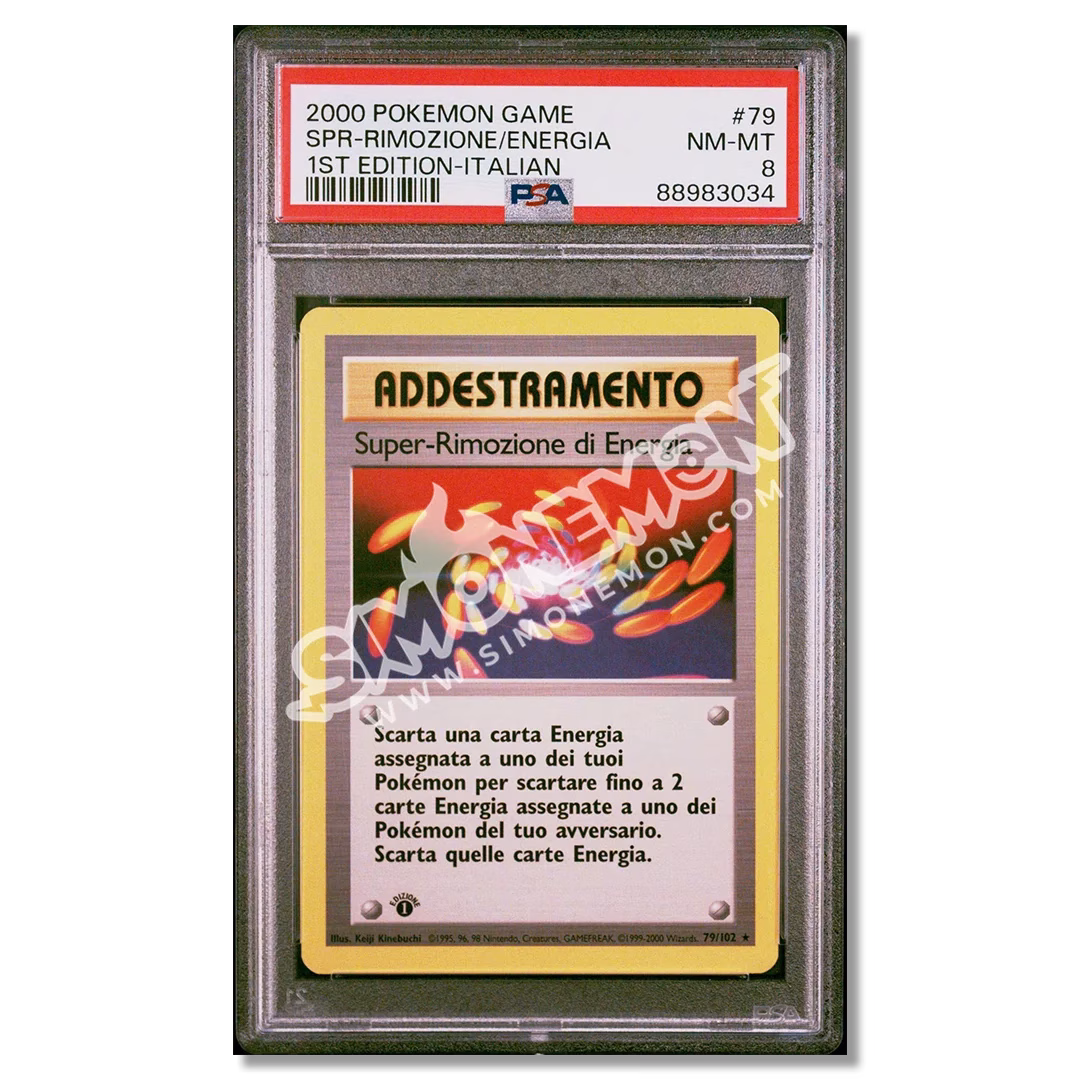 2000 POKEMON GAME #79
SPR-RIMOZIONE/ENERGIA NM-MT
1ST EDITION-ITALIAN 8
PSA 88983034
ADDESTRAMENTO
Super-Rimozione di Energia
SIMONEMON
WWW.SIMONEMON.COM
Scarta una carta Energia
assegnata a uno dei tuoi
Pokémon per scartare fino a 2
carte Energia assegnate a uno dei
Pokémon del tuo avversario.
Scarta quelle carte Energia.
EDIZIONE
1
Illus. Keiji Kinebuchi ©1995, 96, 98 Nintendo, Creatures, GAMEFREAK. ©1999-2000 Wizards. 79/102 ★
21
PSA